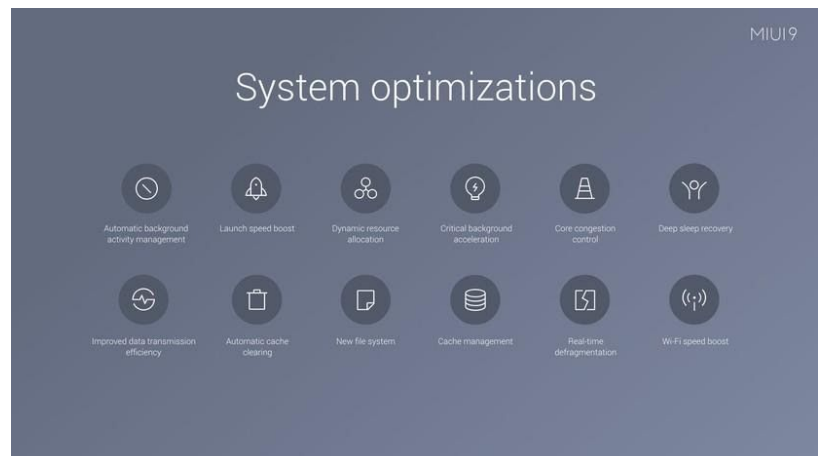 MIUI9
System optimizations
Automatic background
activity management
Launch speed boost
Dynamic resource
allocation
Critical background
acceleration
Core congestion
control
Deep sleep recovery
Improved data transmission
efficiency
Automatic cache
clearing
New file system
Cache management
Real-time
defragmentation
Wi-Fi speed boost